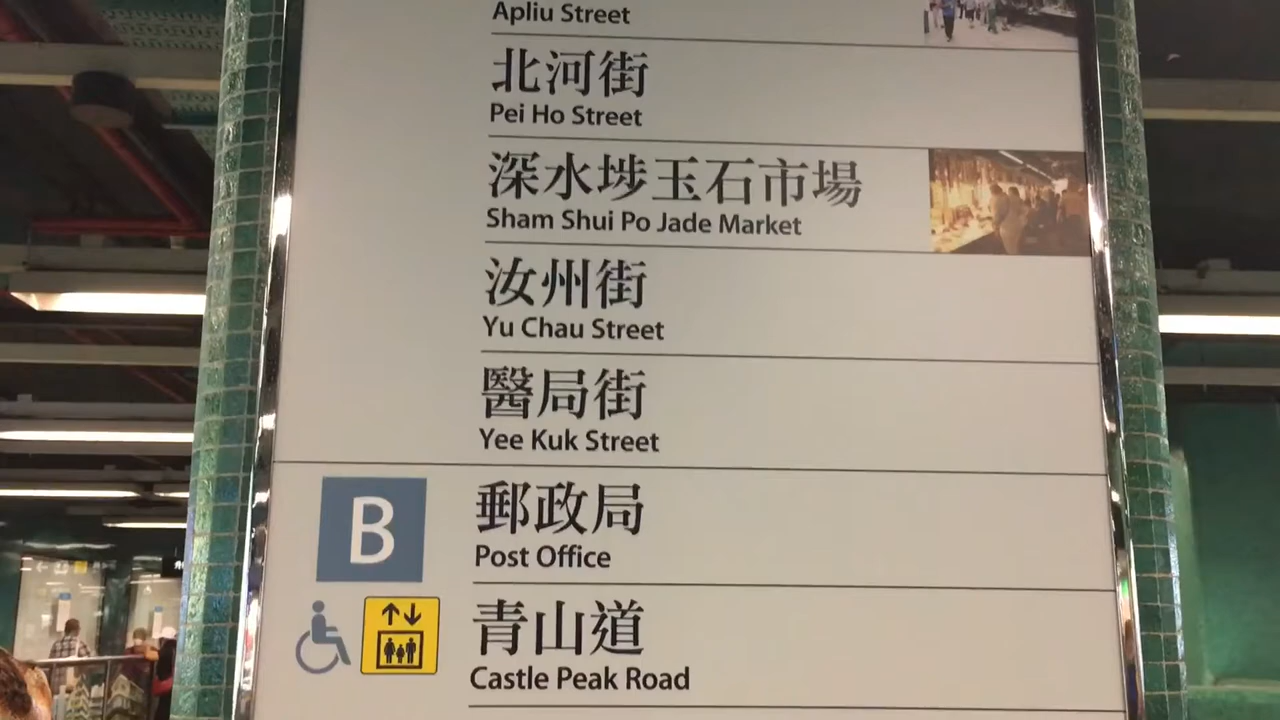 Apliu Street
北河街
Pei Ho Street
深水埗玉石市場
Sham Shui Po Jade Market
汝州街
Yu Chau Street
醫局街
Yee Kuk Street
B
郵政局
Post Office
青山道
Castle Peak Road